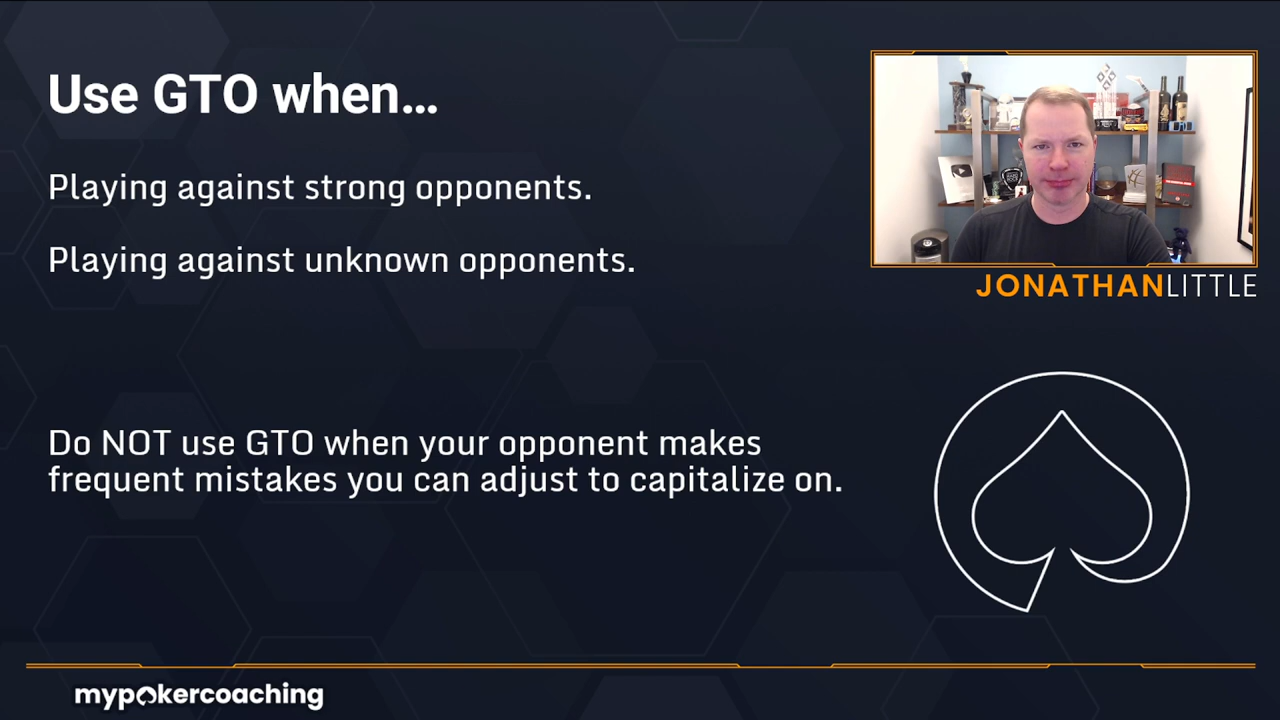 Use GTO when…
Playing against strong opponents.
Playing against unknown opponents.
JONATHANLITTLE
Do NOT use GTO when your opponent makes
frequent mistakes you can adjust to capitalize on.
mypokercoaching